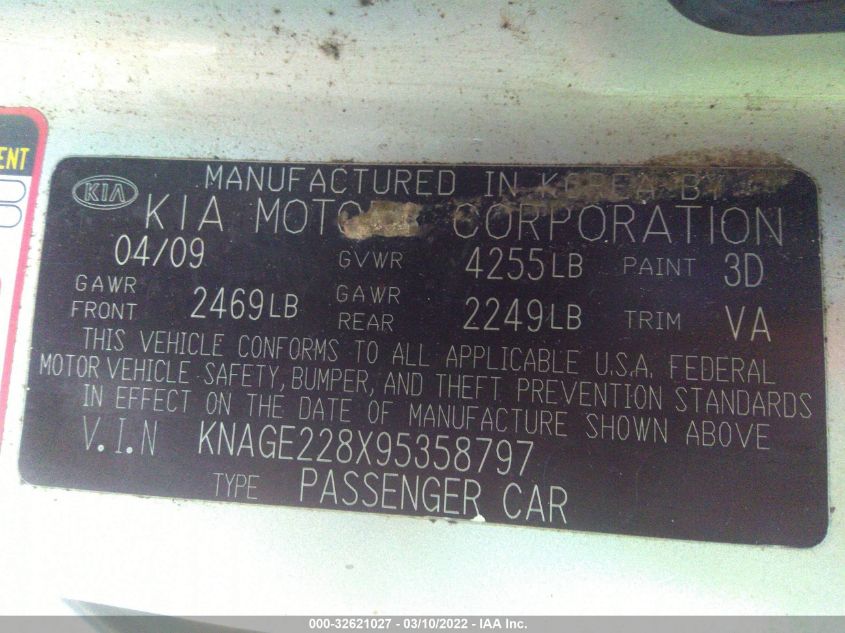 ENT
KIA
MANUFACTURED IN KOREA BY
KIA MOTO CORPORATION
04/09 GVWR 4255LB PAINT 3D
GAWR FRONT 2469LB GAWR REAR 2249LB TRIM VA
THIS VEHICLE CONFORMS TO ALL APPLICABLE U.S.A. FEDERAL
MOTOR VEHICLE SAFETY, BUMPER, AND THEFT PREVENTION STANDARDS
IN EFFECT ON THE DATE OF MANUFACTURE SHOWN ABOVE
V.I.N KNAGE228X95358797
TYPE PASSENGER CAR
000-32621027 - 03/10/2022 - IAA Inc.